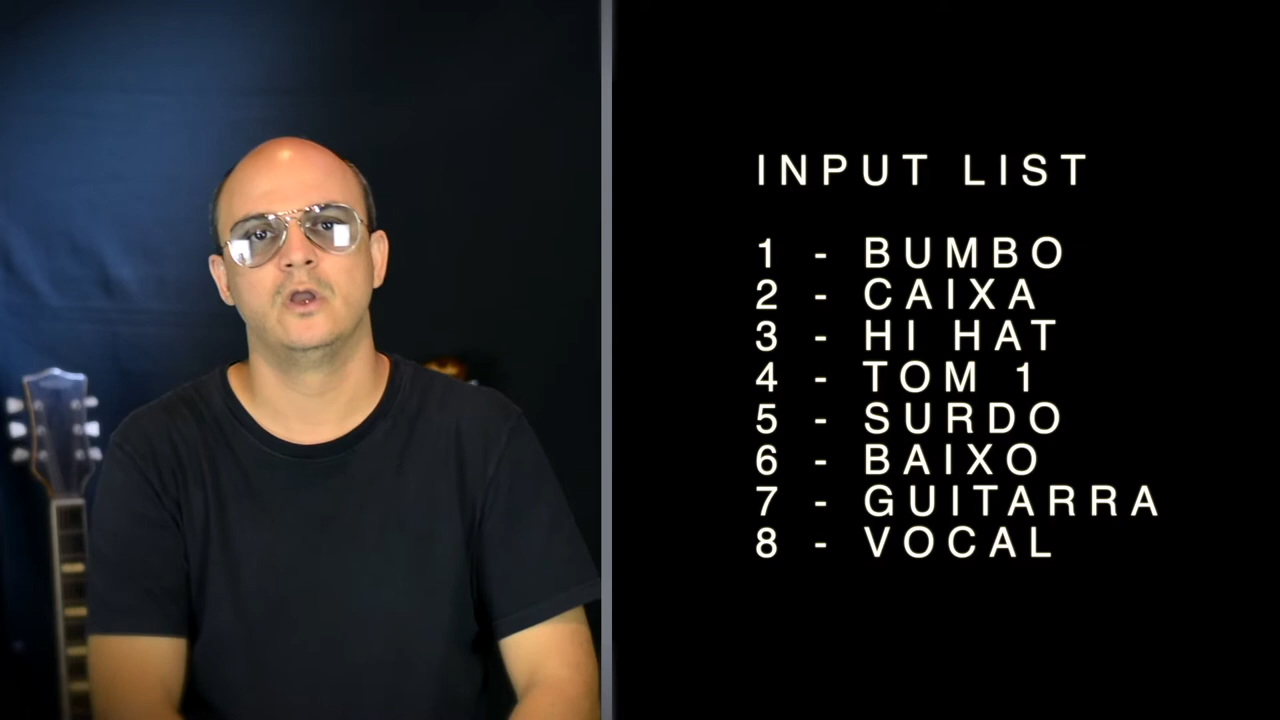 INPUT LIST
1 - BUMBO
2 - CAIXA
3 - HI HAT
4 - TOM 1
5 - SURDO
6 - BAIXO
7 - GUITARRA
8 - VOCAL